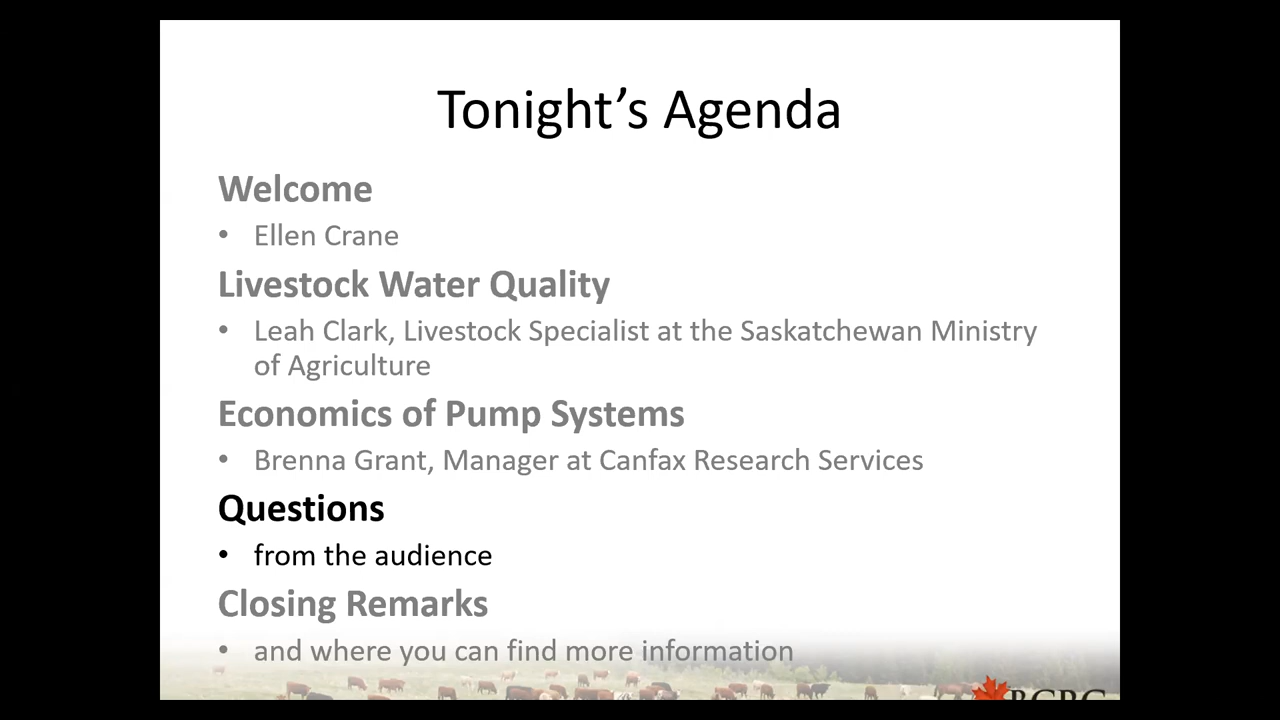 Tonight’s Agenda
Welcome
• Ellen Crane
Livestock Water Quality
• Leah Clark, Livestock Specialist at the Saskatchewan Ministry
of Agriculture
Economics of Pump Systems
• Brenna Grant, Manager at Canfax Research Services
Questions
• from the audience
Closing Remarks
• and where you can find more information
BCRC